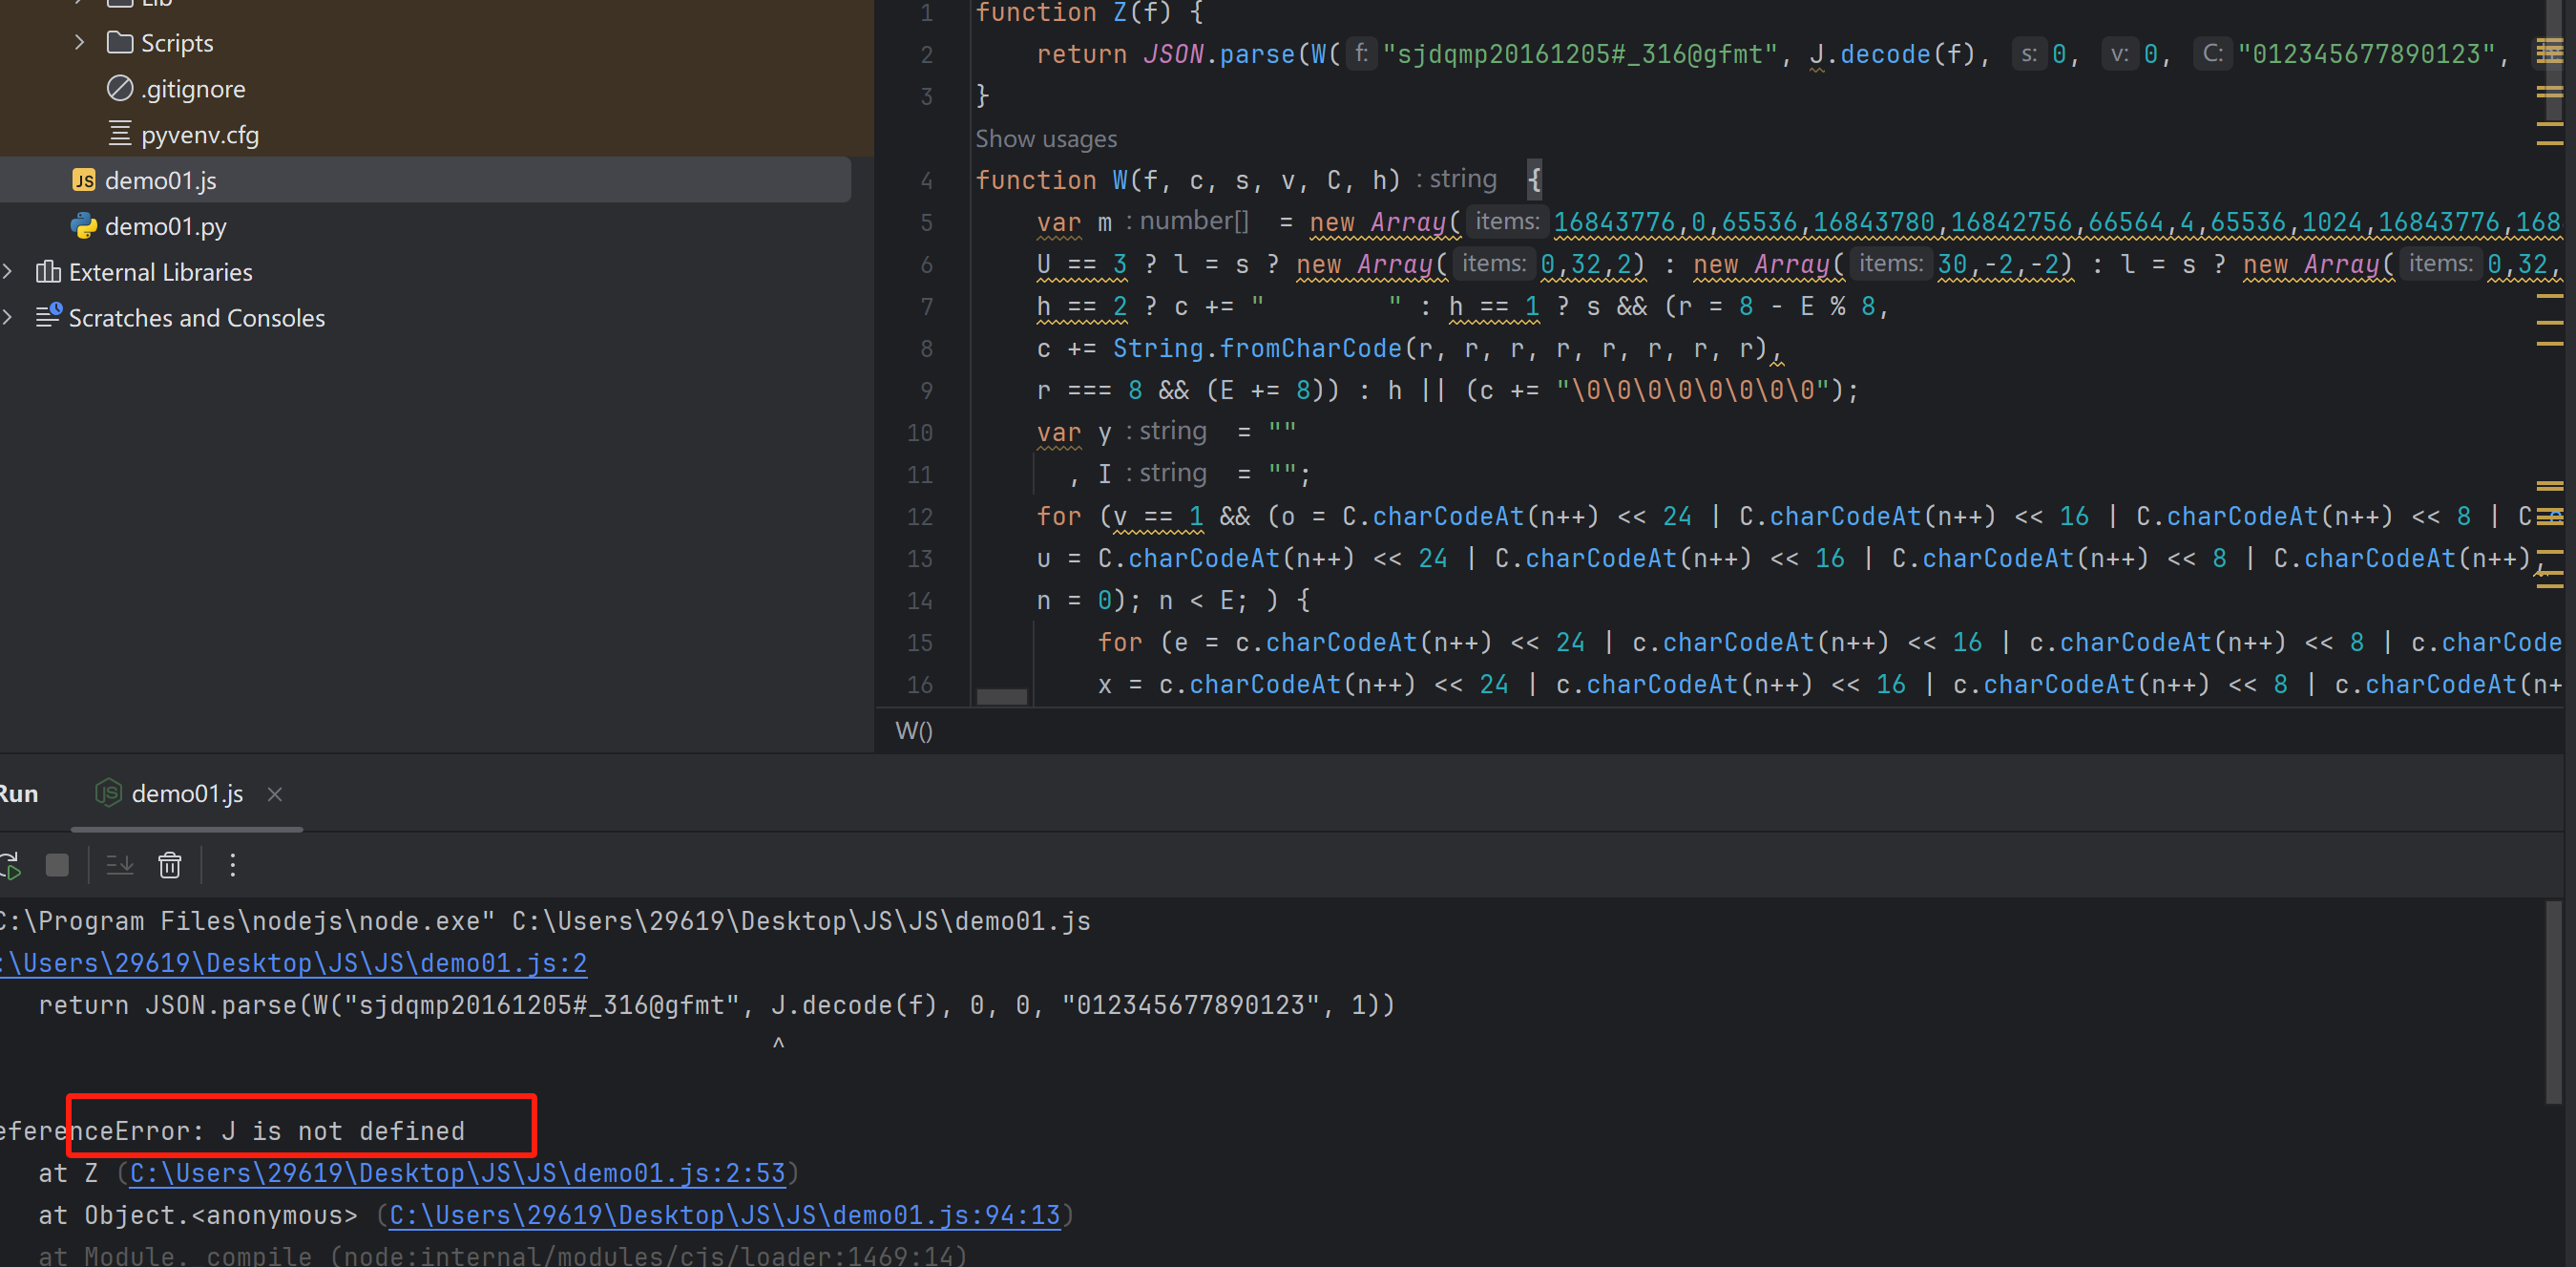 Lib
Scripts
.gitignore
pyvenv.cfg
demo01.js
demo01.py
External Libraries
Scratches and Consoles
1 function Z(f) {
2 return JSON.parse(W( f: "sjdqmp20161205#_316@gfmt", J.decode(f), s: 0, v: 0, C: "012345677890123",
3 }
Show usages
4 function W(f, c, s, v, C, h) : string {
5 var m : number[] = new Array( items: 16843776,0,65536,16843780,16842756,66564,4,65536,1024,16843776,168
6 U == 3 ? l = s ? new Array( items: 0,32,2) : new Array( items: 30,-2,-2) : l = s ? new Array( items: 0,32,
7 h == 2 ? c += "        " : h == 1 ? s && (r = 8 - E % 8,
8 c += String.fromCharCode(r, r, r, r, r, r, r, r),
9 r === 8 && (E += 8)) : h || (c += "\0\0\0\0\0\0\0\0");
10 var y : string = ""
11 , I : string = "";
12 for (v == 1 && (o = C.charCodeAt(n++) << 24 | C.charCodeAt(n++) << 16 | C.charCodeAt(n++) << 8 | C
13 u = C.charCodeAt(n++) << 24 | C.charCodeAt(n++) << 16 | C.charCodeAt(n++) << 8 | C.charCodeAt(n++),
14 n = 0); n < E; ) {
15 for (e = c.charCodeAt(n++) << 24 | c.charCodeAt(n++) << 16 | c.charCodeAt(n++) << 8 | c.charCode
16 x = c.charCodeAt(n++) << 24 | c.charCodeAt(n++) << 16 | c.charCodeAt(n++) << 8 | c.charCodeAt(n+
W()
Run demo01.js
C:\Program Files\nodejs\node.exe" C:\Users\29619\Desktop\JS\JS\demo01.js
:\Users\29619\Desktop\JS\JS\demo01.js:2
return JSON.parse(W("sjdqmp20161205#_316@gfmt", J.decode(f), 0, 0, "012345677890123", 1))
^
eferenceError: J is not defined
at Z (C:\Users\29619\Desktop\JS\JS\demo01.js:2:53)
at Object.<anonymous> (C:\Users\29619\Desktop\JS\JS\demo01.js:94:13)
at Module._compile (node:internal/modules/cjs/loader:1469:14)